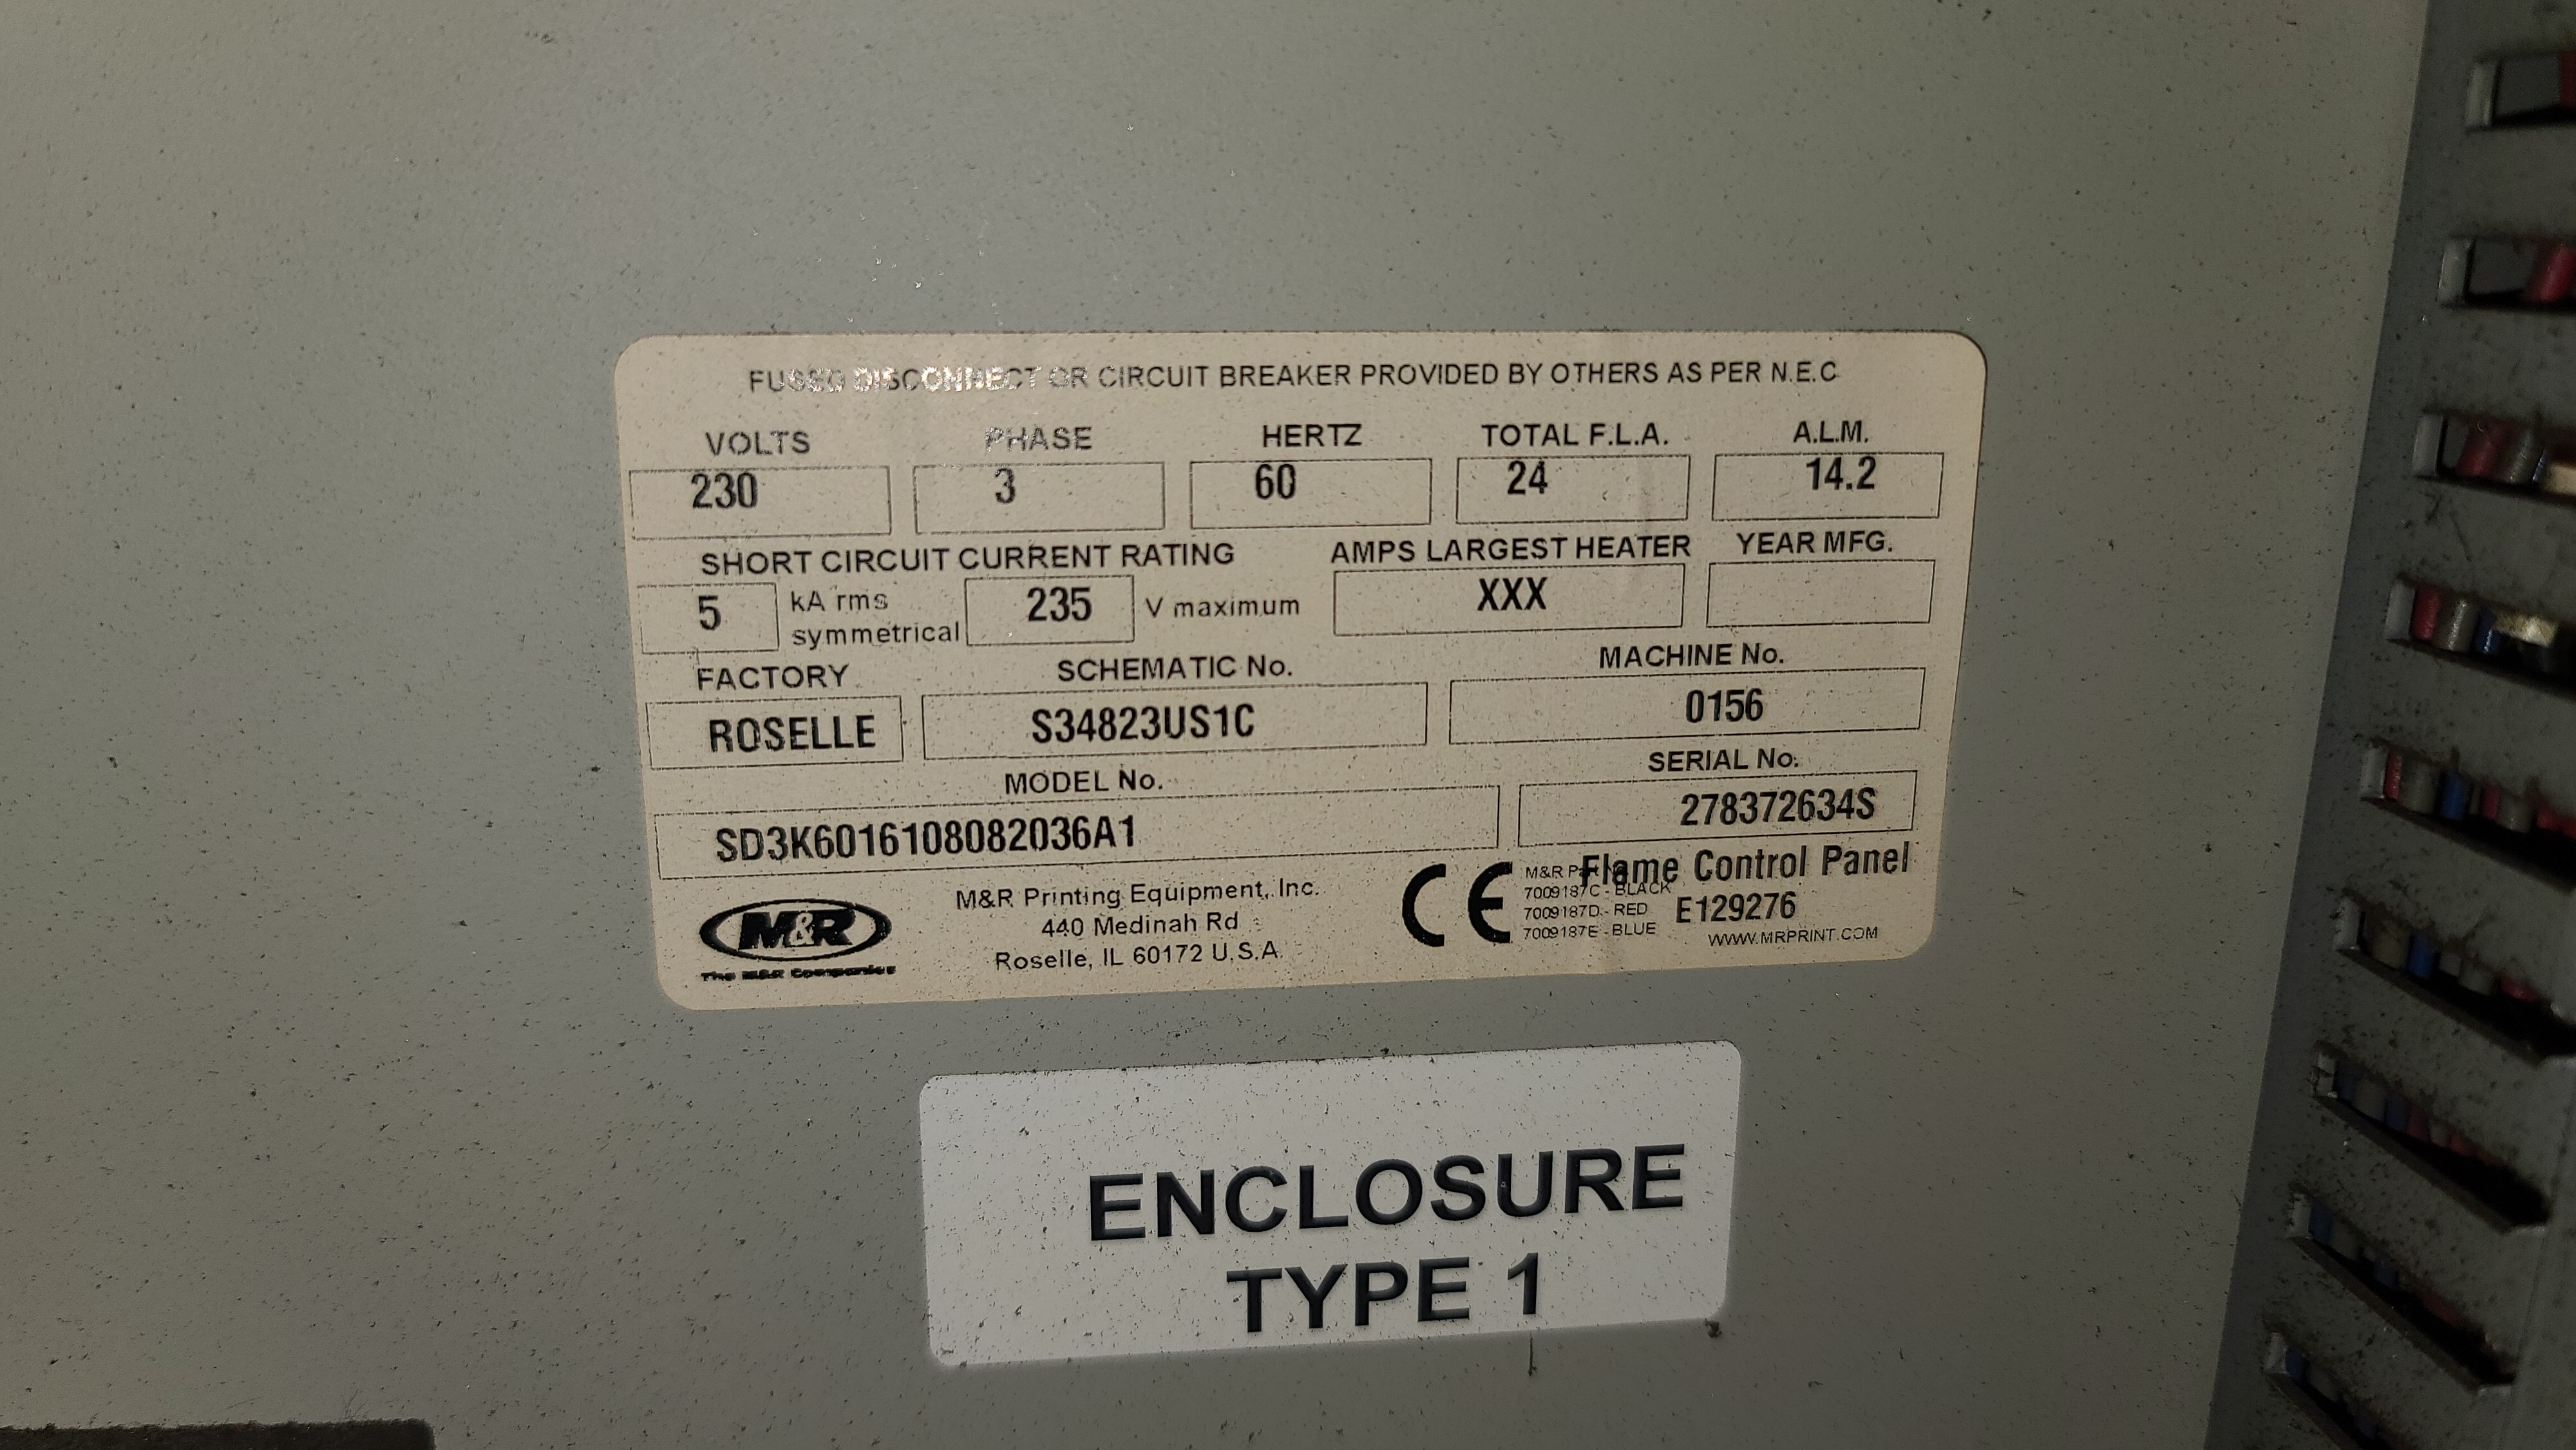 FUSED DISCONNECT OR CIRCUIT BREAKER PROVIDED BY OTHERS AS PER N.E.C
VOLTS PHASE HERTZ TOTAL F.L.A. A.L.M.
230 3 60 24 14.2
SHORT CIRCUIT CURRENT RATING AMPS LARGEST HEATER YEAR MFG.
5 kA rms symmetrical 235 V maximum XXX
FACTORY SCHEMATIC No. MACHINE No.
ROSELLE S34823US1C 0156
MODEL No. SERIAL No.
SD3K6016108082036A1 278372634S
M&R
The M&R Companies
M&R Printing Equipment, Inc.
440 Medinah Rd
Roselle, IL 60172 U.S.A
CE
M&R
Flame Control Panel
7009187C - BLACK
7009187D - RED
E129276
7009187E - BLUE
WWW.MRPRINT.COM
ENCLOSURE
TYPE 1